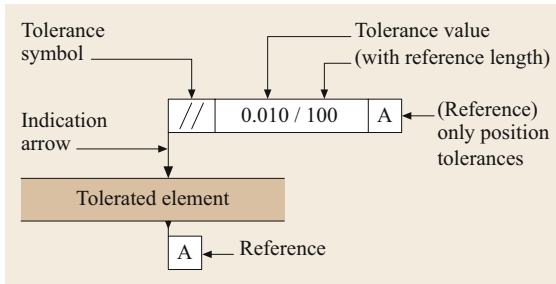 Tolerance
symbol
Tolerance value
(with reference length)
// 0.010 / 100 A
(Reference)
only position
tolerances
Indication
arrow
Tolerated element
A
Reference